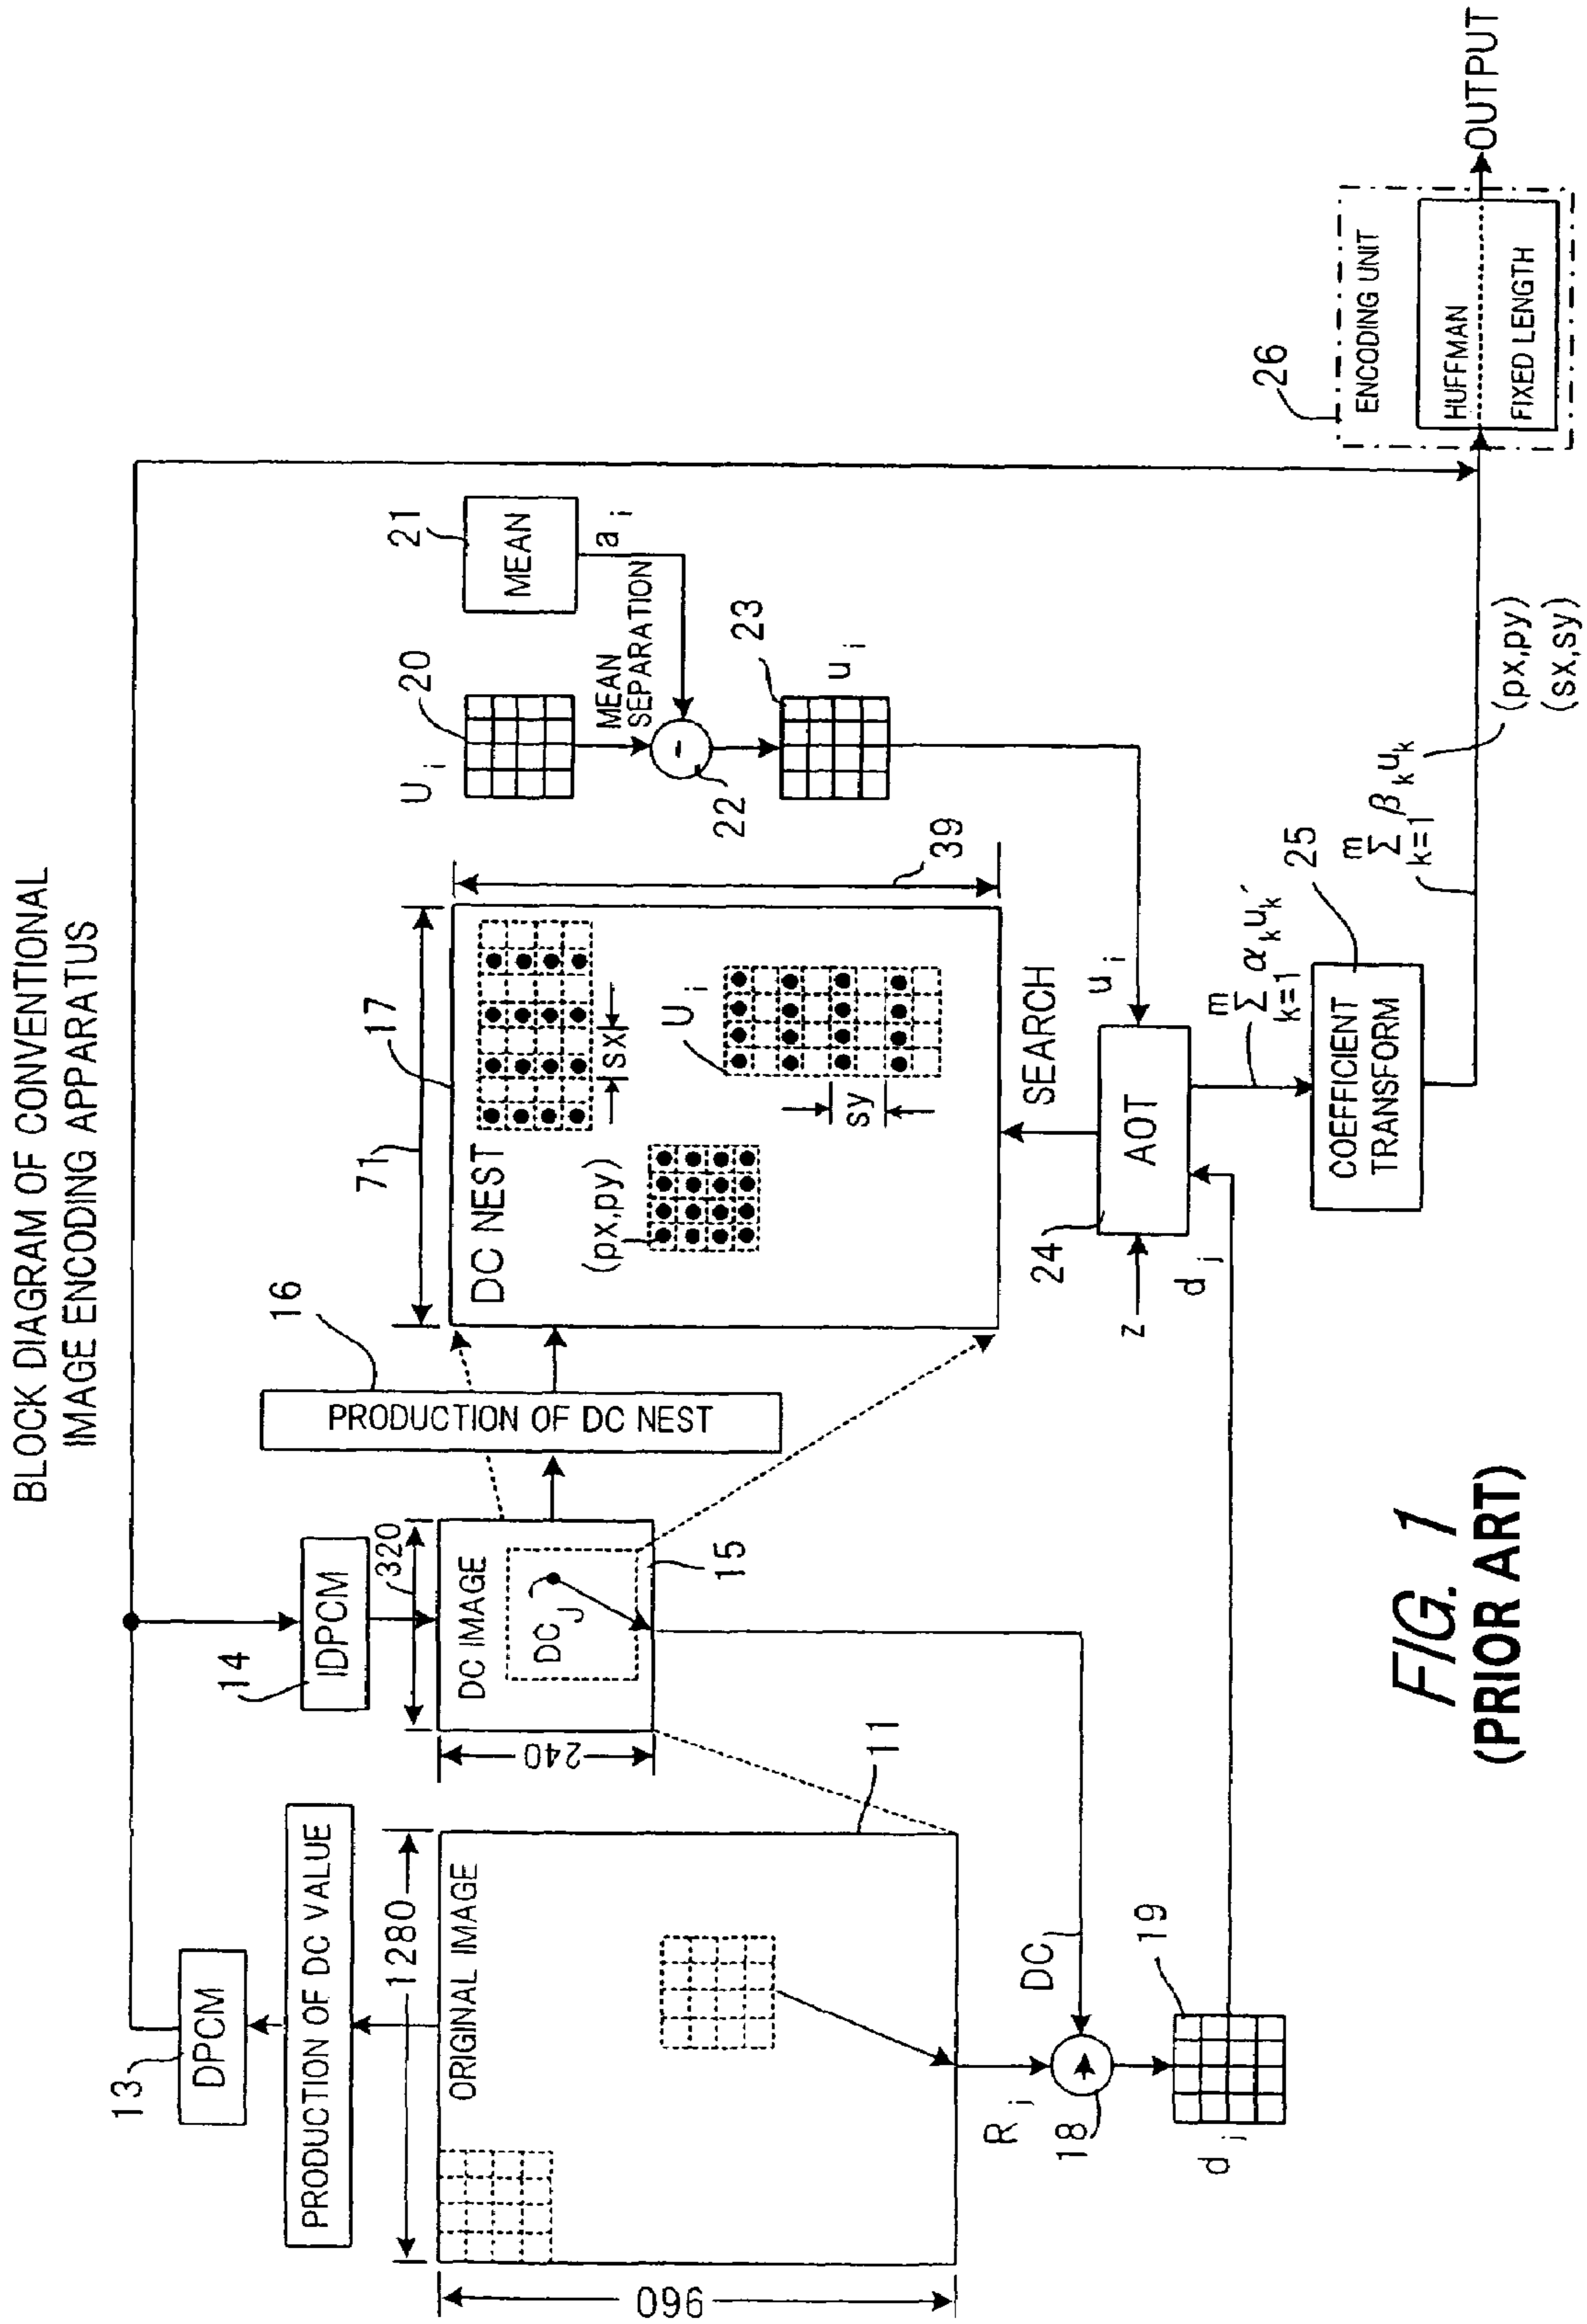 BLOCK DIAGRAM OF CONVENTIONAL
IMAGE ENCODING APPARATUS
13
DPCM
PRODUCTION OF DC VALUE
1280
960
ORIGINAL IMAGE
11
14
IDPCM
320
240
DC IMAGE
DC J
15
16
PRODUCTION OF DC NEST
71
17
39
DC NEST
(px,py)
sx
sy
U i
SEARCH
20
U i
21
MEAN
a i
MEAN
SEPARATION
-
22
23
u i
u i
24
AOT
z
d j
R j
DC J
18
19
d j
m
Σ α k u k ´
k=1
25
COEFFICIENT
TRANSFORM
m
Σ β k u k
k=1
(px,py)
(sx,sy)
26
ENCODING UNIT
HUFFMAN
FIXED LENGTH
OUTPUT
FIG. 1
(PRIOR ART)